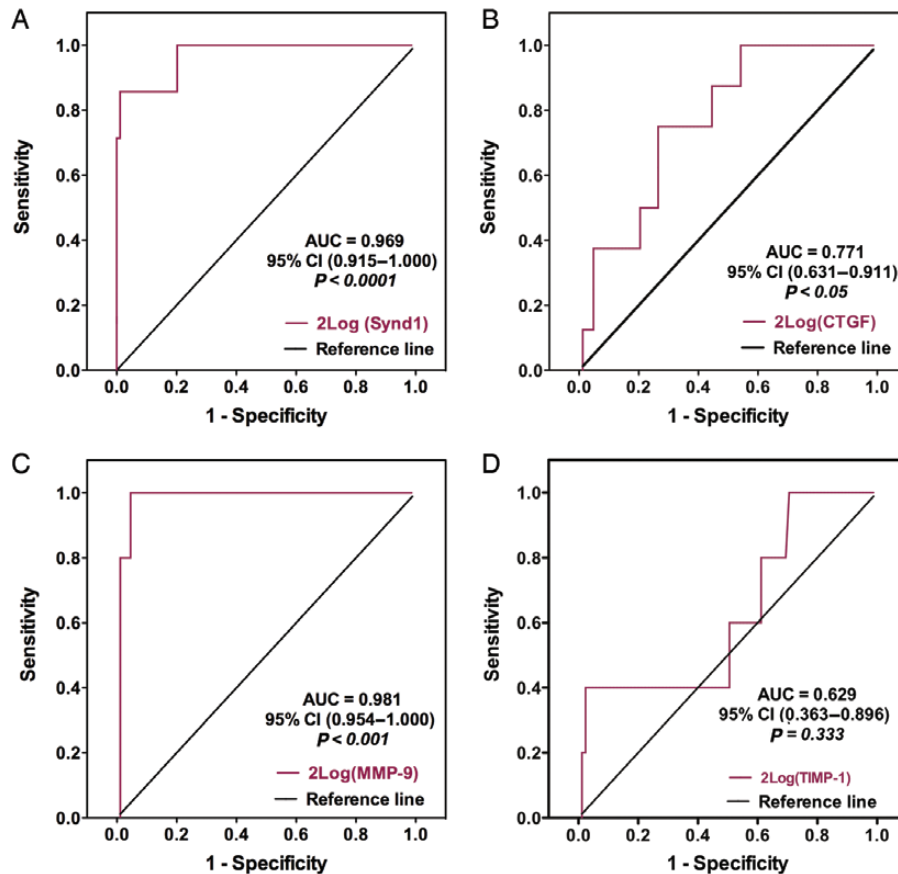 A
1.0
0.8
0.6
0.4
0.2
0.0
Sensitivity
AUC = 0.969
95% CI (0.915–1.000)
P < 0.0001
2Log (Synd1)
Reference line
0.0 0.2 0.4 0.6 0.8 1.0
1 - Specificity
B
1.0
0.8
0.6
0.4
0.2
0.0
Sensitivity
AUC = 0.771
95% CI (0.631–0.911)
P < 0.05
2Log(CTGF)
Reference line
0.0 0.2 0.4 0.6 0.8 1.0
1 - Specificity
C
1.0
0.8
0.6
0.4
0.2
0.0
Sensitivity
AUC = 0.981
95% CI (0.954–1.000)
P < 0.001
2Log(MMP-9)
Reference line
0.0 0.2 0.4 0.6 0.8 1.0
1 - Specificity
D
1.0
0.8
0.6
0.4
0.2
0.0
Sensitivity
AUC = 0.629
95% CI (0.363–0.896)
P = 0.333
2Log(TIMP-1)
Reference line
0.0 0.2 0.4 0.6 0.8 1.0
1 - Specificity